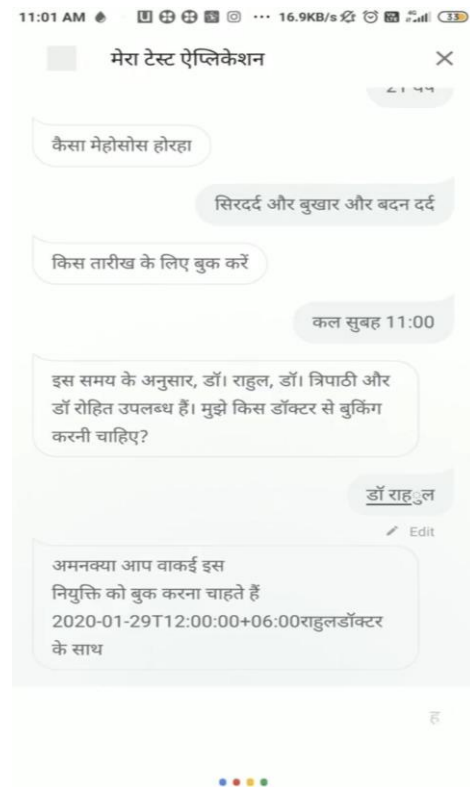 11:01 AM
16.9KB/s
33
मेरा टेस्ट ऐप्लिकेशन
कैसा मेहोसोस होरहा
सिरदर्द और बुखार और बदन दर्द
किस तारीख के लिए बुक करें
कल सुबह 11:00
इस समय के अनुसार, डॉ। राहुल, डॉ। त्रिपाठी और
डॉ रोहित उपलब्ध हैं। मुझे किस डॉक्टर से बुकिंग
करनी चाहिए?
डॉ राहुल
Edit
अमनक्या आप वाकई इस
नियुक्ति को बुक करना चाहते हैं
2020-01-29T12:00:00+06:00राहुलडॉक्टर
के साथ
ह